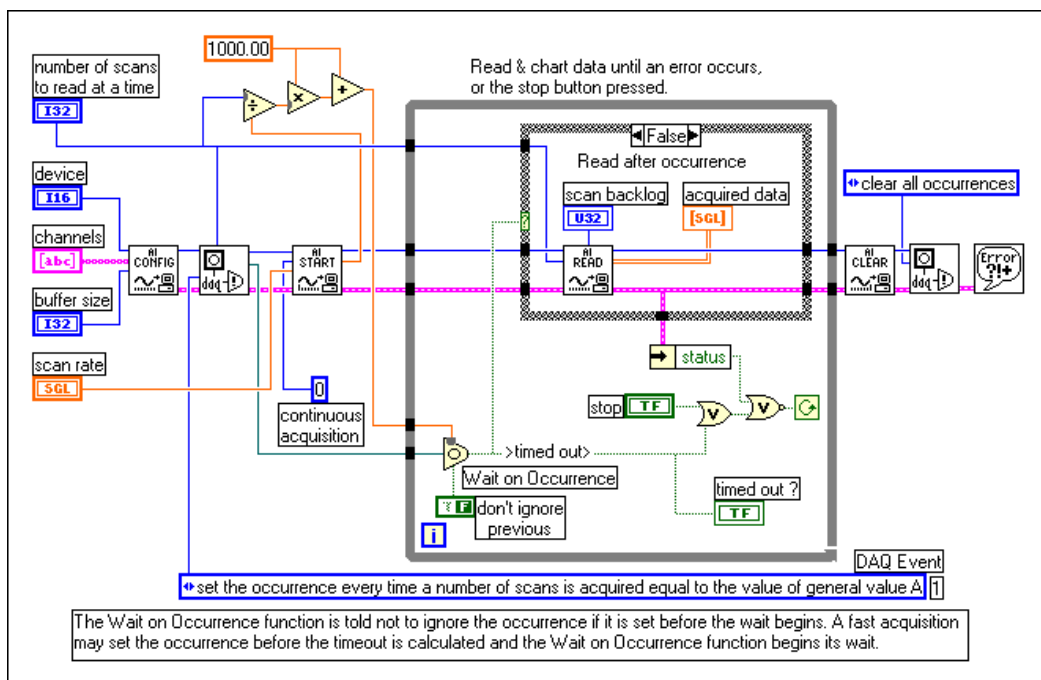 1000.00
number of scans
to read at a time
I32
÷
×
+
Read & chart data until an error occurs,
or the stop button pressed.
False
Read after occurrence
device
I16
scan backlog
U32
acquired data
[SGL]
clear all occurrences
channels
[abc]
AI
CONFIG
daq
AI
START
AI
READ
AI
CLEAR
daq
Error
?!+
buffer size
I32
scan rate
SGL
0
continuous
acquisition
status
stop
TF
V
V
>timed out>
Wait on Occurrence
F
don't ignore
previous
timed out ?
TF
i
DAQ Event
set the occurrence every time a number of scans is acquired equal to the value of general value A
1
The Wait on Occurrence function is told not to ignore the occurrence if it is set before the wait begins. A fast acquisition
may set the occurrence before the timeout is calculated and the Wait on Occurrence function begins its wait.